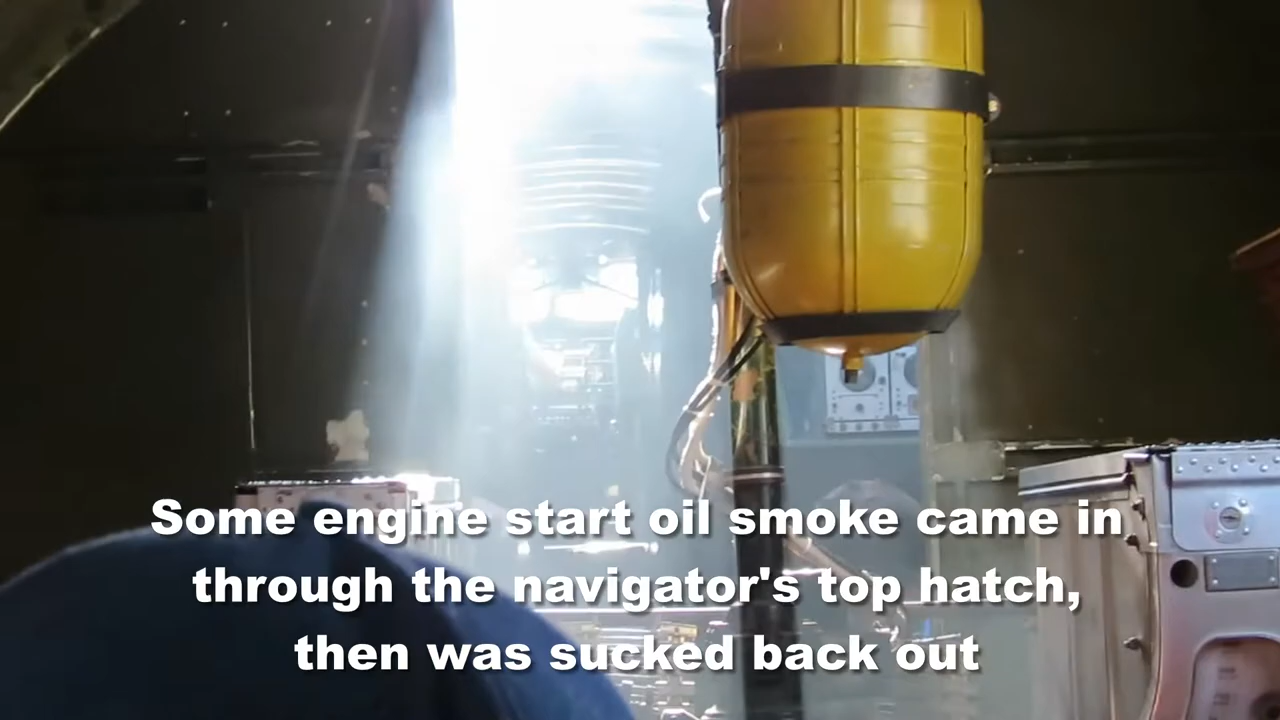 Some engine start oil smoke came in
through the navigator's top hatch,
then was sucked back out